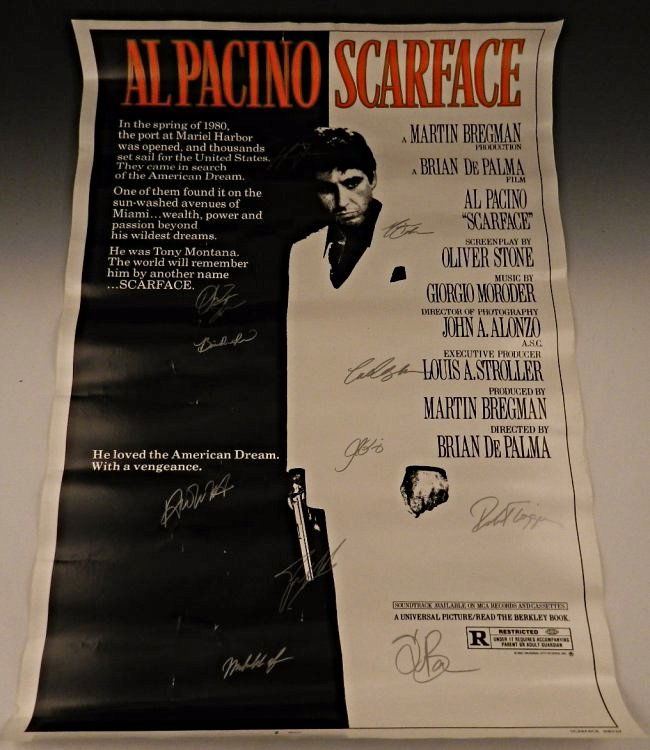 AL PACINO SCARFACE
In the spring of 1980,
the port at Mariel Harbor
was opened, and thousands
set sail for the United States.
They came in search
of the American Dream.
One of them found it on the
sun-washed avenues of
Miami...wealth, power and
passion beyond
his wildest dreams.
He was Tony Montana.
The world will remember
him by another name
...SCARFACE.
He loved the American Dream.
With a vengeance.
A MARTIN BREGMAN
PRODUCTION
A BRIAN DE PALMA
FILM
AL PACINO
"SCARFACE"
SCREENPLAY BY
OLIVER STONE
MUSIC BY
GIORGIO MORODER
DIRECTOR OF PHOTOGRAPHY
JOHN A. ALONZO
A.S.C.
EXECUTIVE PRODUCER
LOUIS A. STROLLER
PRODUCED BY
MARTIN BREGMAN
DIRECTED BY
BRIAN DE PALMA
SOUNDTRACK AVAILABLE ON MCA RECORDS AND CASSETTES
A UNIVERSAL PICTURE/READ THE BERKLEY BOOK.
R RESTRICTED
UNDER 17 REQUIRES ACCOMPANYING
PARENT OR ADULT GUARDIAN